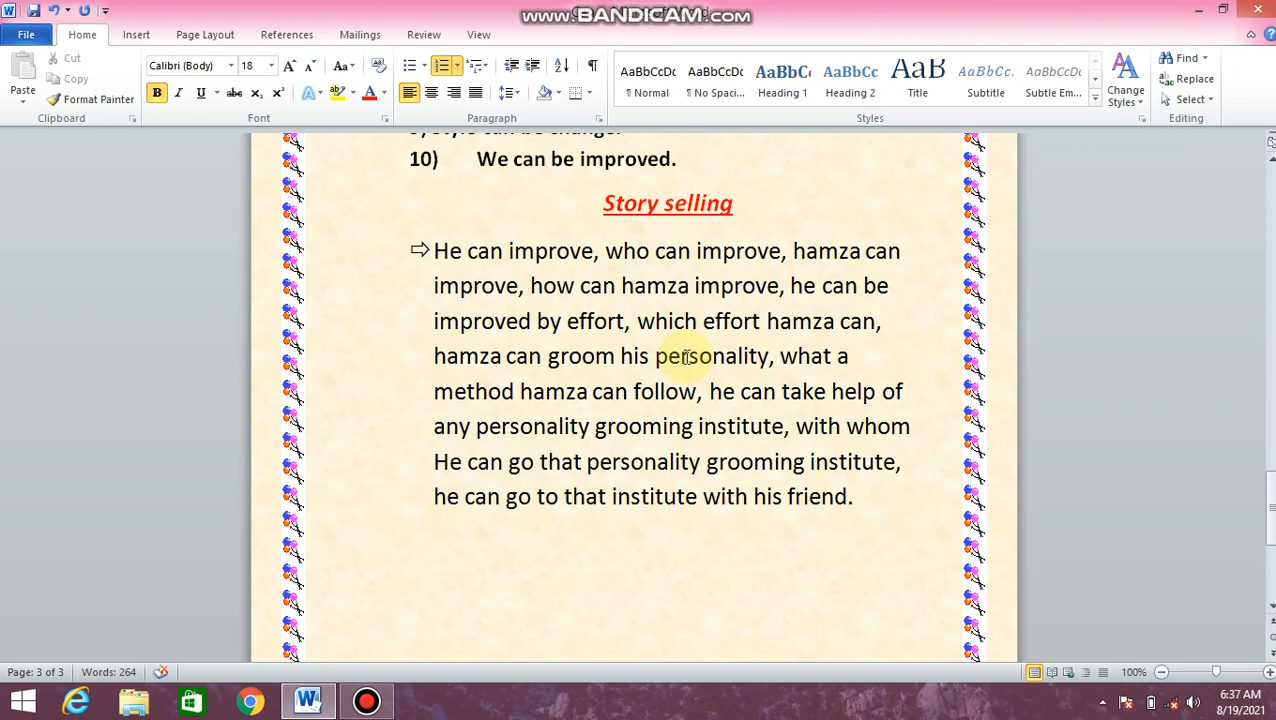 www.BANDICAM.com
File Home Insert Page Layout References Mailings Review View
Cut
Copy
Paste
Format Painter
Clipboard
Calibri (Body) 18
Font
Paragraph
AaBbCcDc AaBbCcDc AaBbC AaBbCc AaB AaBbCcL AaBbCcDc
¶ Normal ¶ No Spaci... Heading 1 Heading 2 Title Subtitle Subtle Em...
Styles
Change Styles
Find
Replace
Select
Editing
10) We can be improved.
Story selling
He can improve, who can improve, hamza can
improve, how can hamza improve, he can be
improved by effort, which effort hamza can,
hamza can groom his personality, what a
method hamza can follow, he can take help of
any personality grooming institute, with whom
He can go that personality grooming institute,
he can go to that institute with his friend.
Page: 3 of 3 Words: 264 100%
6:37 AM
8/19/2021